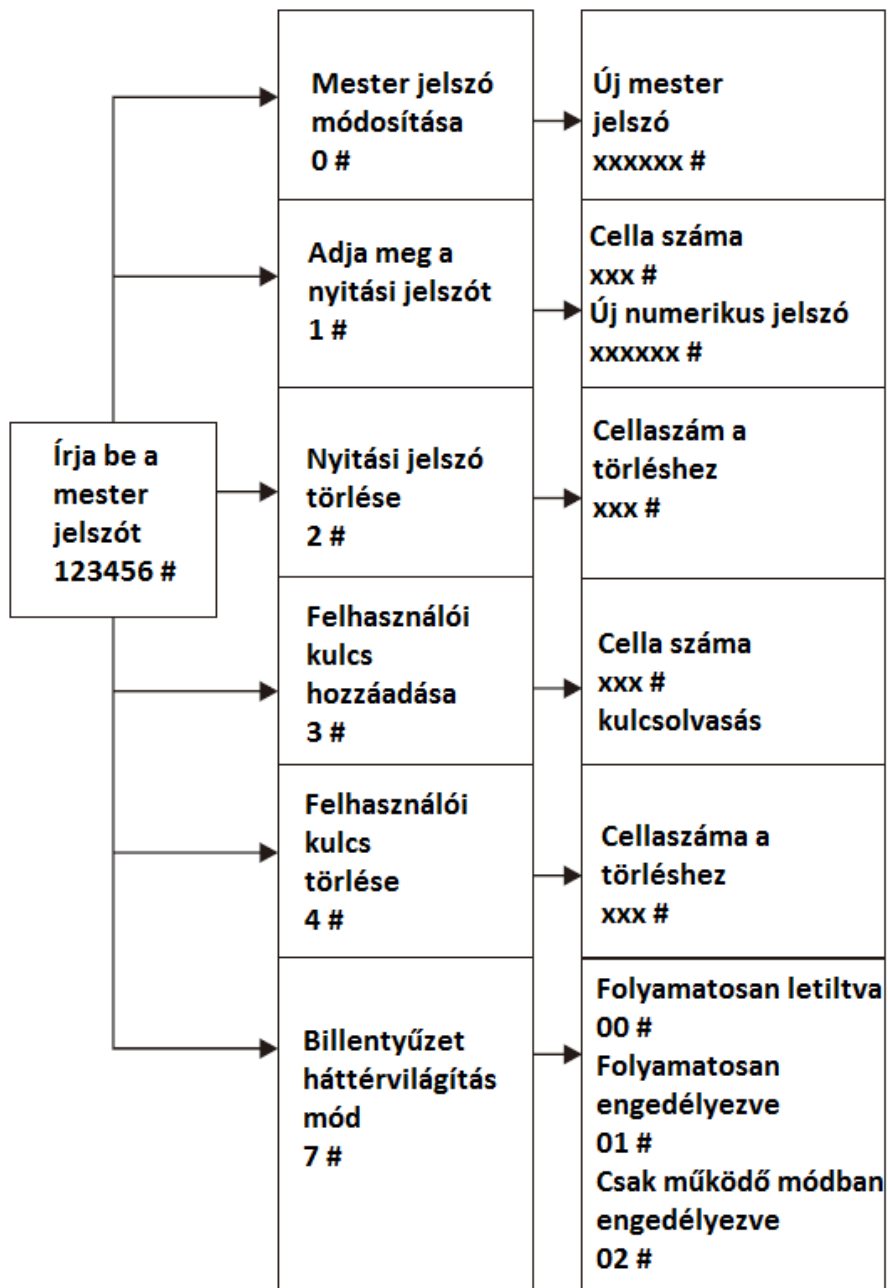 Írja be a
mester
jelszót
123456 #
Mester jelszó
módosítása
0 #
Új mester
jelszó
xxxxxx #
Adja meg a
nyitási jelszót
1 #
Cella száma
xxx #
Új numerikus jelszó
xxxxxx #
Nyitási jelszó
törlése
2 #
Cellaszám a
törléshez
xxx #
Felhasználói
kulcs
hozzáadása
3 #
Cella száma
xxx #
kulcsolvasás
Felhasználói
kulcs
törlése
4 #
Cellaszáma a
törléshez
xxx #
Billentyűzet
háttérvilágítás
mód
7 #
Folyamatosan letiltva
00 #
Folyamatosan
engedélyezve
01 #
Csak működő módban
engedélyezve
02 #